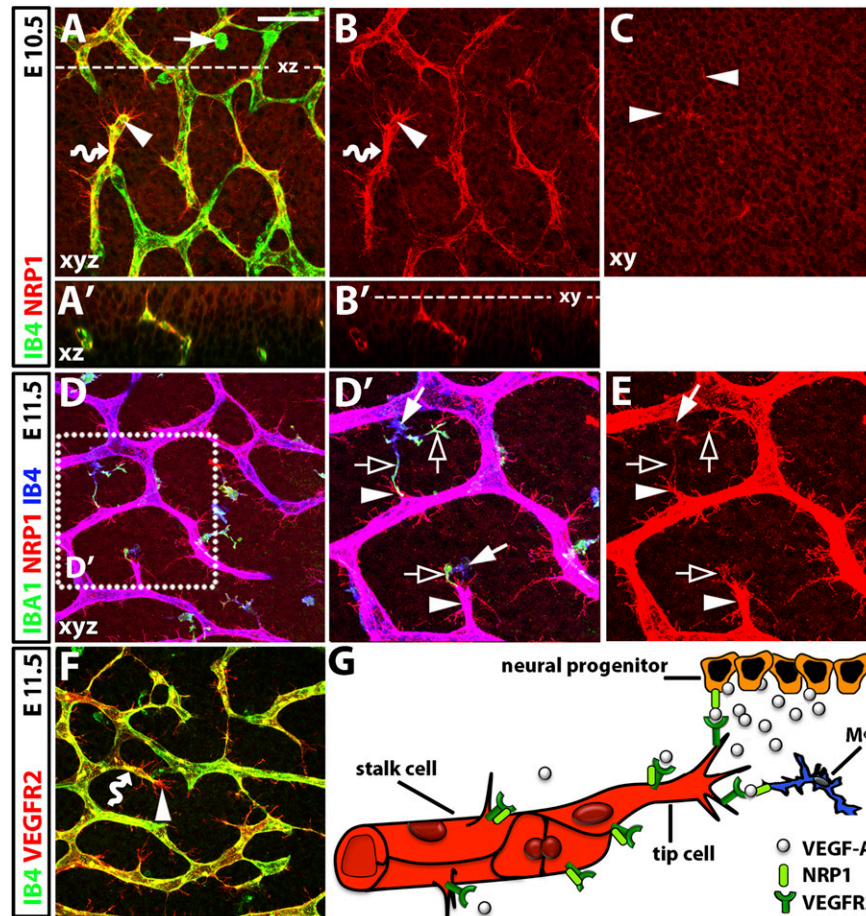 E 10.5
IB4 NRP1
A
xz
xyz
B
C
xy
A'
xz
B'
xy
E 11.5
IBA1 NRP1 IB4
D
D'
xyz
D'
E
E 11.5
IB4 VEGFR2
F
G
neural progenitor
stalk cell
tip cell
VEGF-A
NRP1